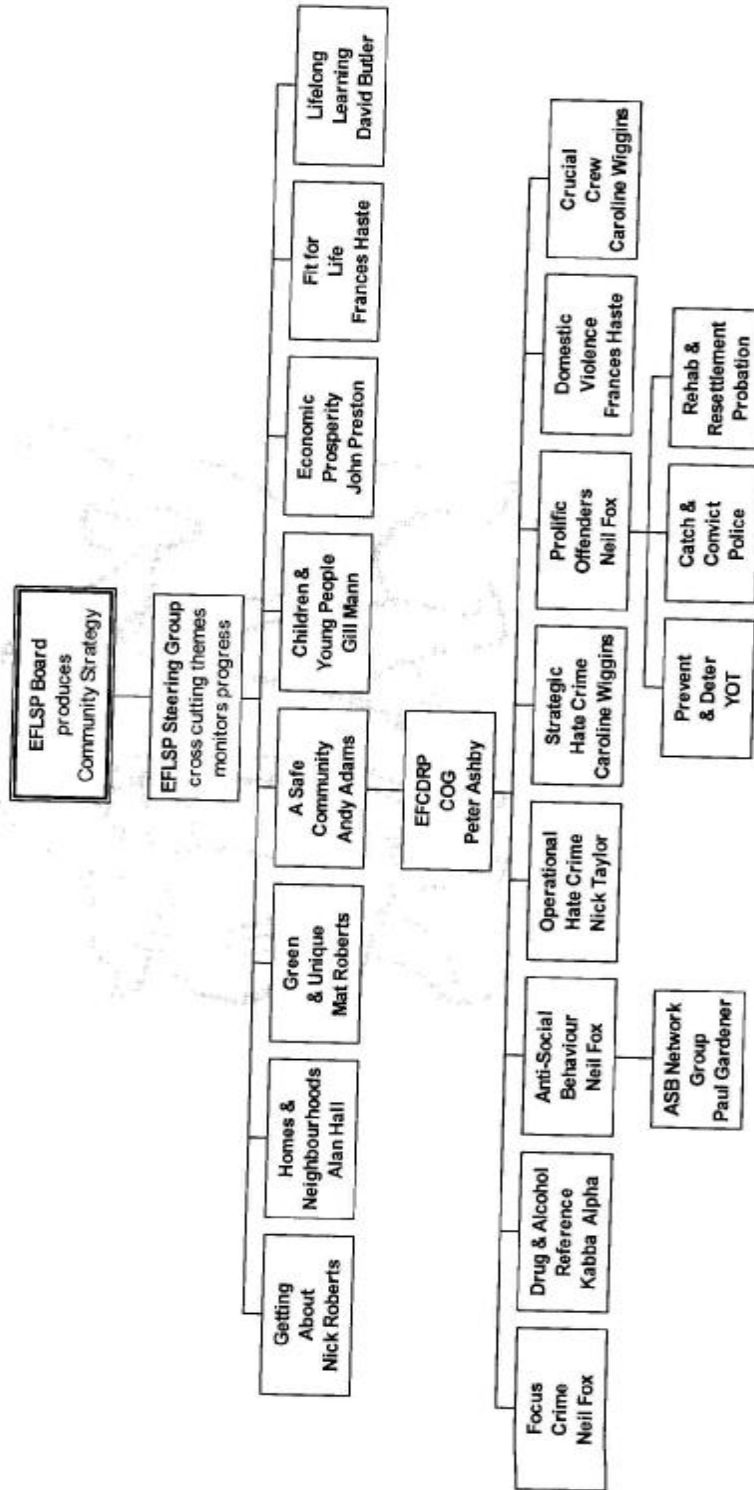 EFLSP Board
produces
Community Strategy
EFLSP Steering Group
cross cutting themes
monitors progress
Getting
About
Nick Roberts
Homes &
Neighbourhoods
Alan Hall
Green
& Unique
Mat Roberts
A Safe
Community
Andy Adams
Children &
Young People
Gill Mann
Economic
Prosperity
John Preston
Fit for
Life
Frances Haste
Lifelong
Learning
David Butler
EFCDRP
COG
Peter Ashby
Focus
Crime
Neil Fox
Drug & Alcohol
Reference
Kabba Alpha
Anti-Social
Behaviour
Neil Fox
Operational
Hate Crime
Nick Taylor
Strategic
Hate Crime
Caroline Wiggins
Prolific
Offenders
Neil Fox
Domestic
Violence
Frances Haste
Crucial
Crew
Caroline Wiggins
ASB Network
Group
Paul Gardener
Prevent
& Deter
YOT
Catch &
Convict
Police
Rehab &
Resettlement
Probation